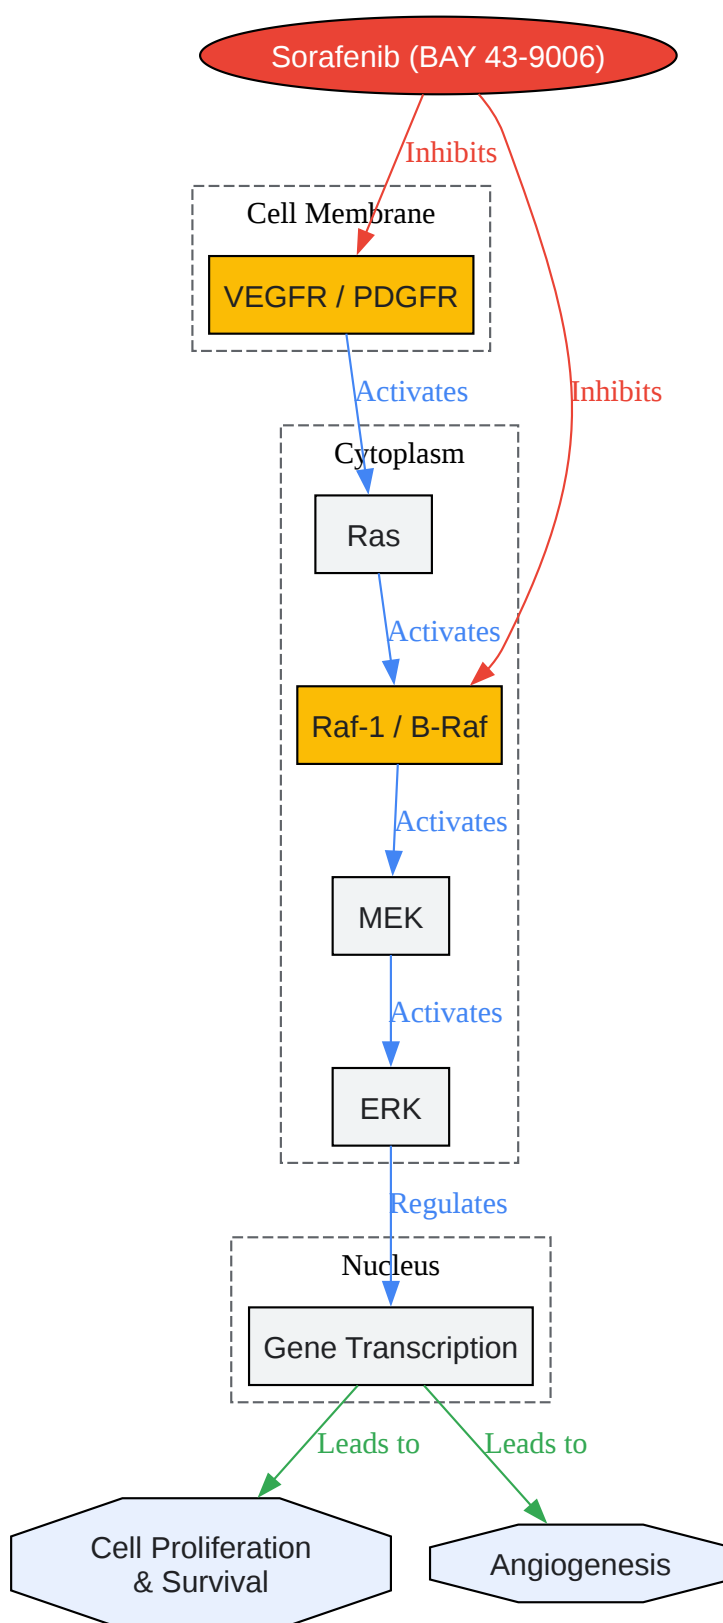 Sorafenib (BAY 43-9006)
Inhibits
Cell Membrane
VEGFR / PDGFR
Activates
Inhibits
Cytoplasm
Ras
Activates
Raf-1 / B-Raf
Activates
MEK
Activates
ERK
Regulates
Nucleus
Gene Transcription
Leads to
Leads to
Cell Proliferation
& Survival
Angiogenesis